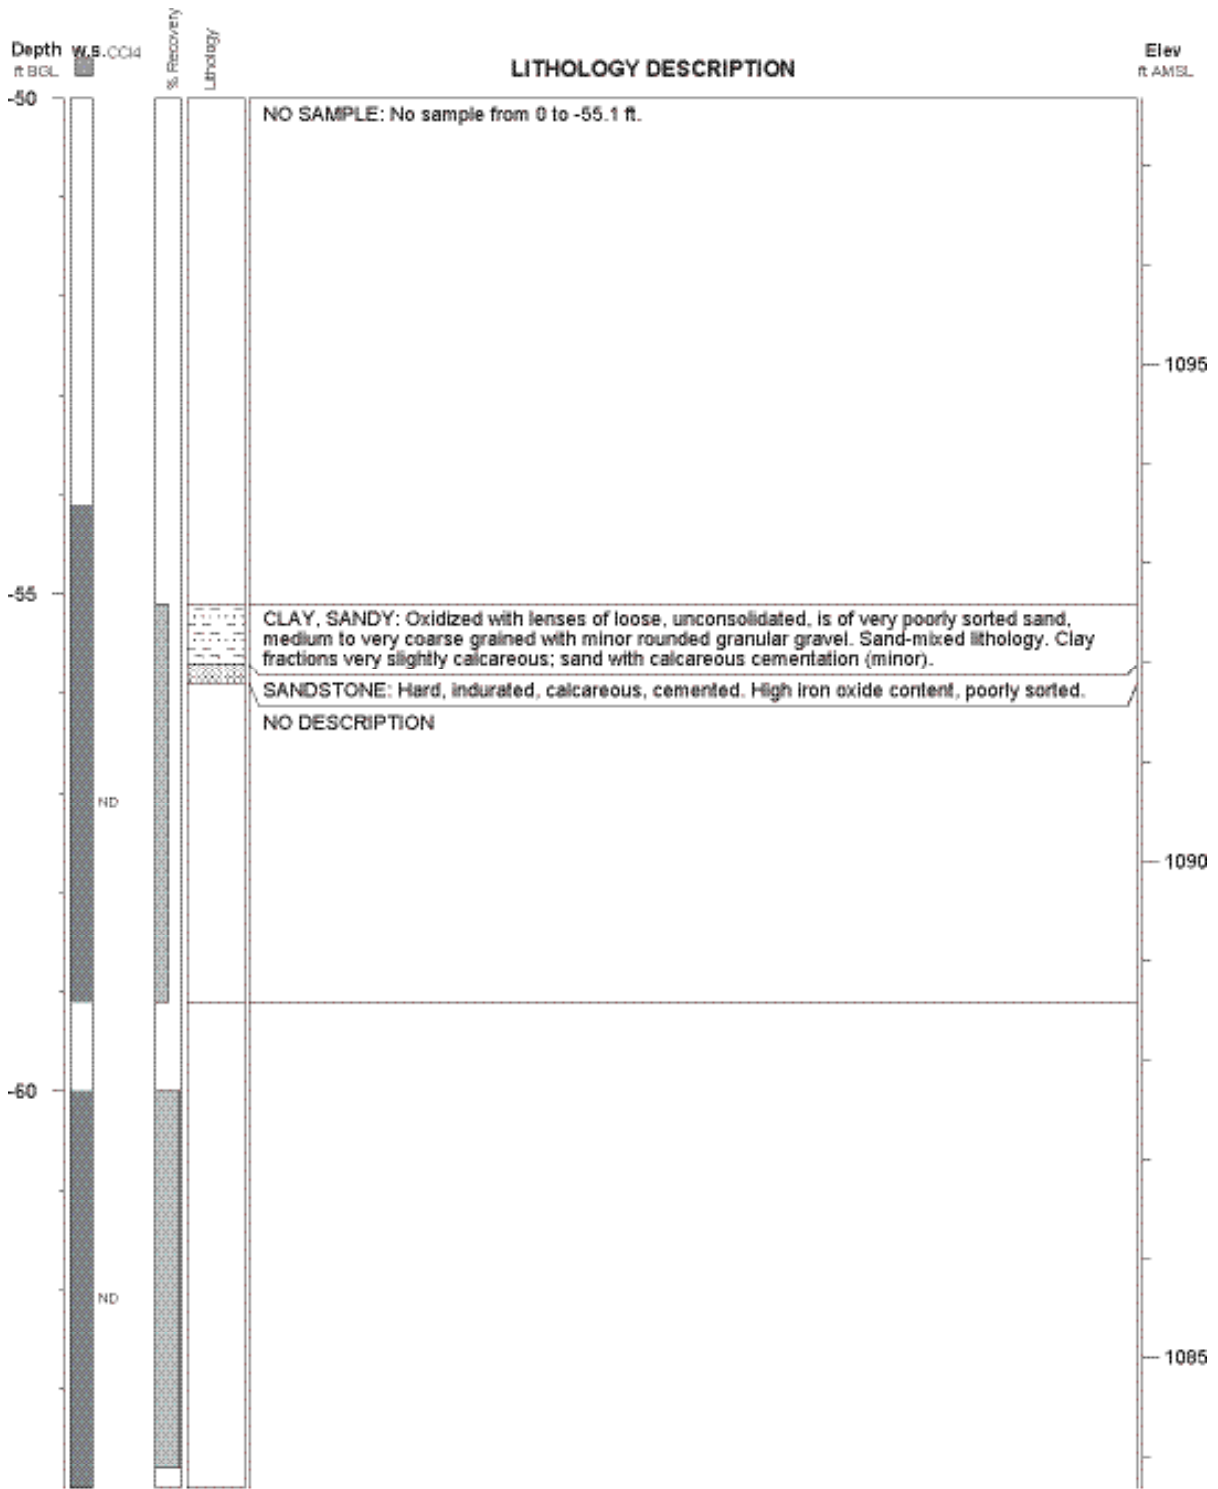 Depth W.S. CCl4 % Recovery Lithology LITHOLOGY DESCRIPTION Elev
ft BGL ft AMSL
-50
NO SAMPLE: No sample from 0 to -55.1 ft.
1095
-55
CLAY, SANDY: Oxidized with lenses of loose, unconsolidated, is of very poorly sorted sand,
medium to very coarse grained with minor rounded granular gravel. Sand-mixed lithology. Clay
fractions very slightly calcareous; sand with calcareous cementation (minor).
SANDSTONE: Hard, indurated, calcareous, cemented. High iron oxide content, poorly sorted.
NO DESCRIPTION
ND
1090
-60
ND
1085